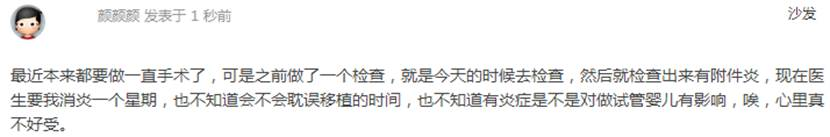 颜颜颜 发表于 1 秒前
沙发
最近本来都要做一直手术了，可是之前做了一个检查，就是今天的时候去检查，然后就检查出来有附件炎，现在医
生要我消炎一个星期，也不知道会不会耽误移植的时间，也不知道有炎症是不是对做试管婴儿有影响，唉，心里真
不好受。